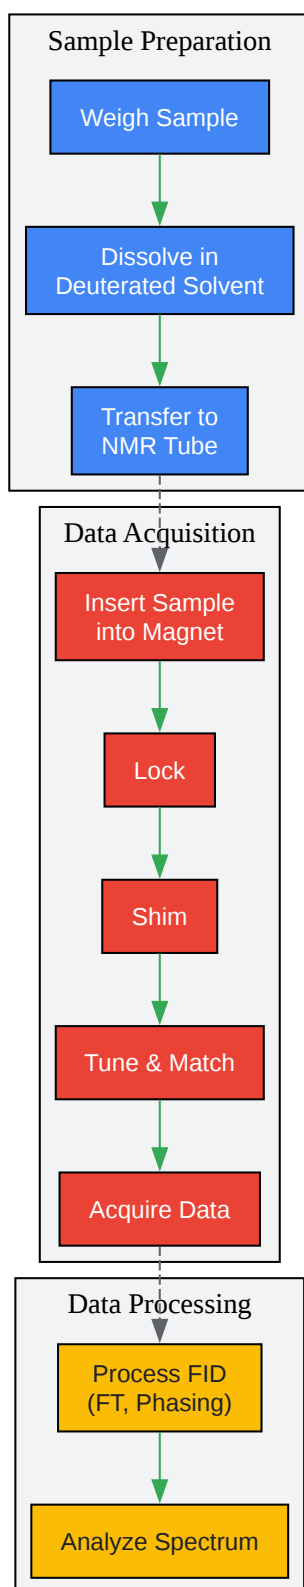 Sample Preparation
Weigh Sample
Dissolve in
Deuterated Solvent
Transfer to
NMR Tube
Data Acquisition
Insert Sample
into Magnet
Lock
Shim
Tune & Match
Acquire Data
Data Processing
Process FID
(FT, Phasing)
Analyze Spectrum